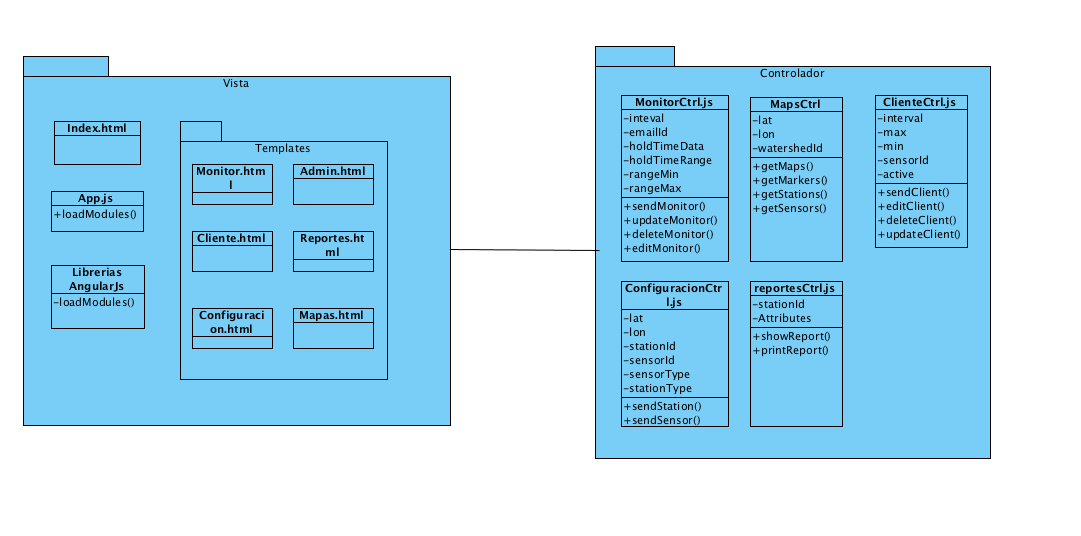 Vista
Index.html
App.js
+loadModules()
Librerias
AngularJs
-loadModules()
Templates
Monitor.htm
l
Admin.html
Cliente.html
Reportes.ht
ml
Configuraci
on.html
Mapas.html
Controlador
MonitorCtrl.js
-inteval
-emailId
-holdTimeData
-holdTimeRange
-rangeMin
-rangeMax
+sendMonitor()
+updateMonitor()
+deleteMonitor()
+editMonitor()
MapsCtrl
-lat
-lon
-watershedId
+getMaps()
+getMarkers()
+getStations()
+getSensors()
ClienteCtrl.js
-interval
-max
-min
-sensorId
-active
+sendClient()
+editClient()
+deleteClient()
+updateClient()
ConfiguracionCtr
l.js
-lat
-lon
-stationId
-sensorId
-sensorType
-stationType
+sendStation()
+sendSensor()
reportesCtrl.js
-stationId
-Attributes
+showReport()
+printReport()